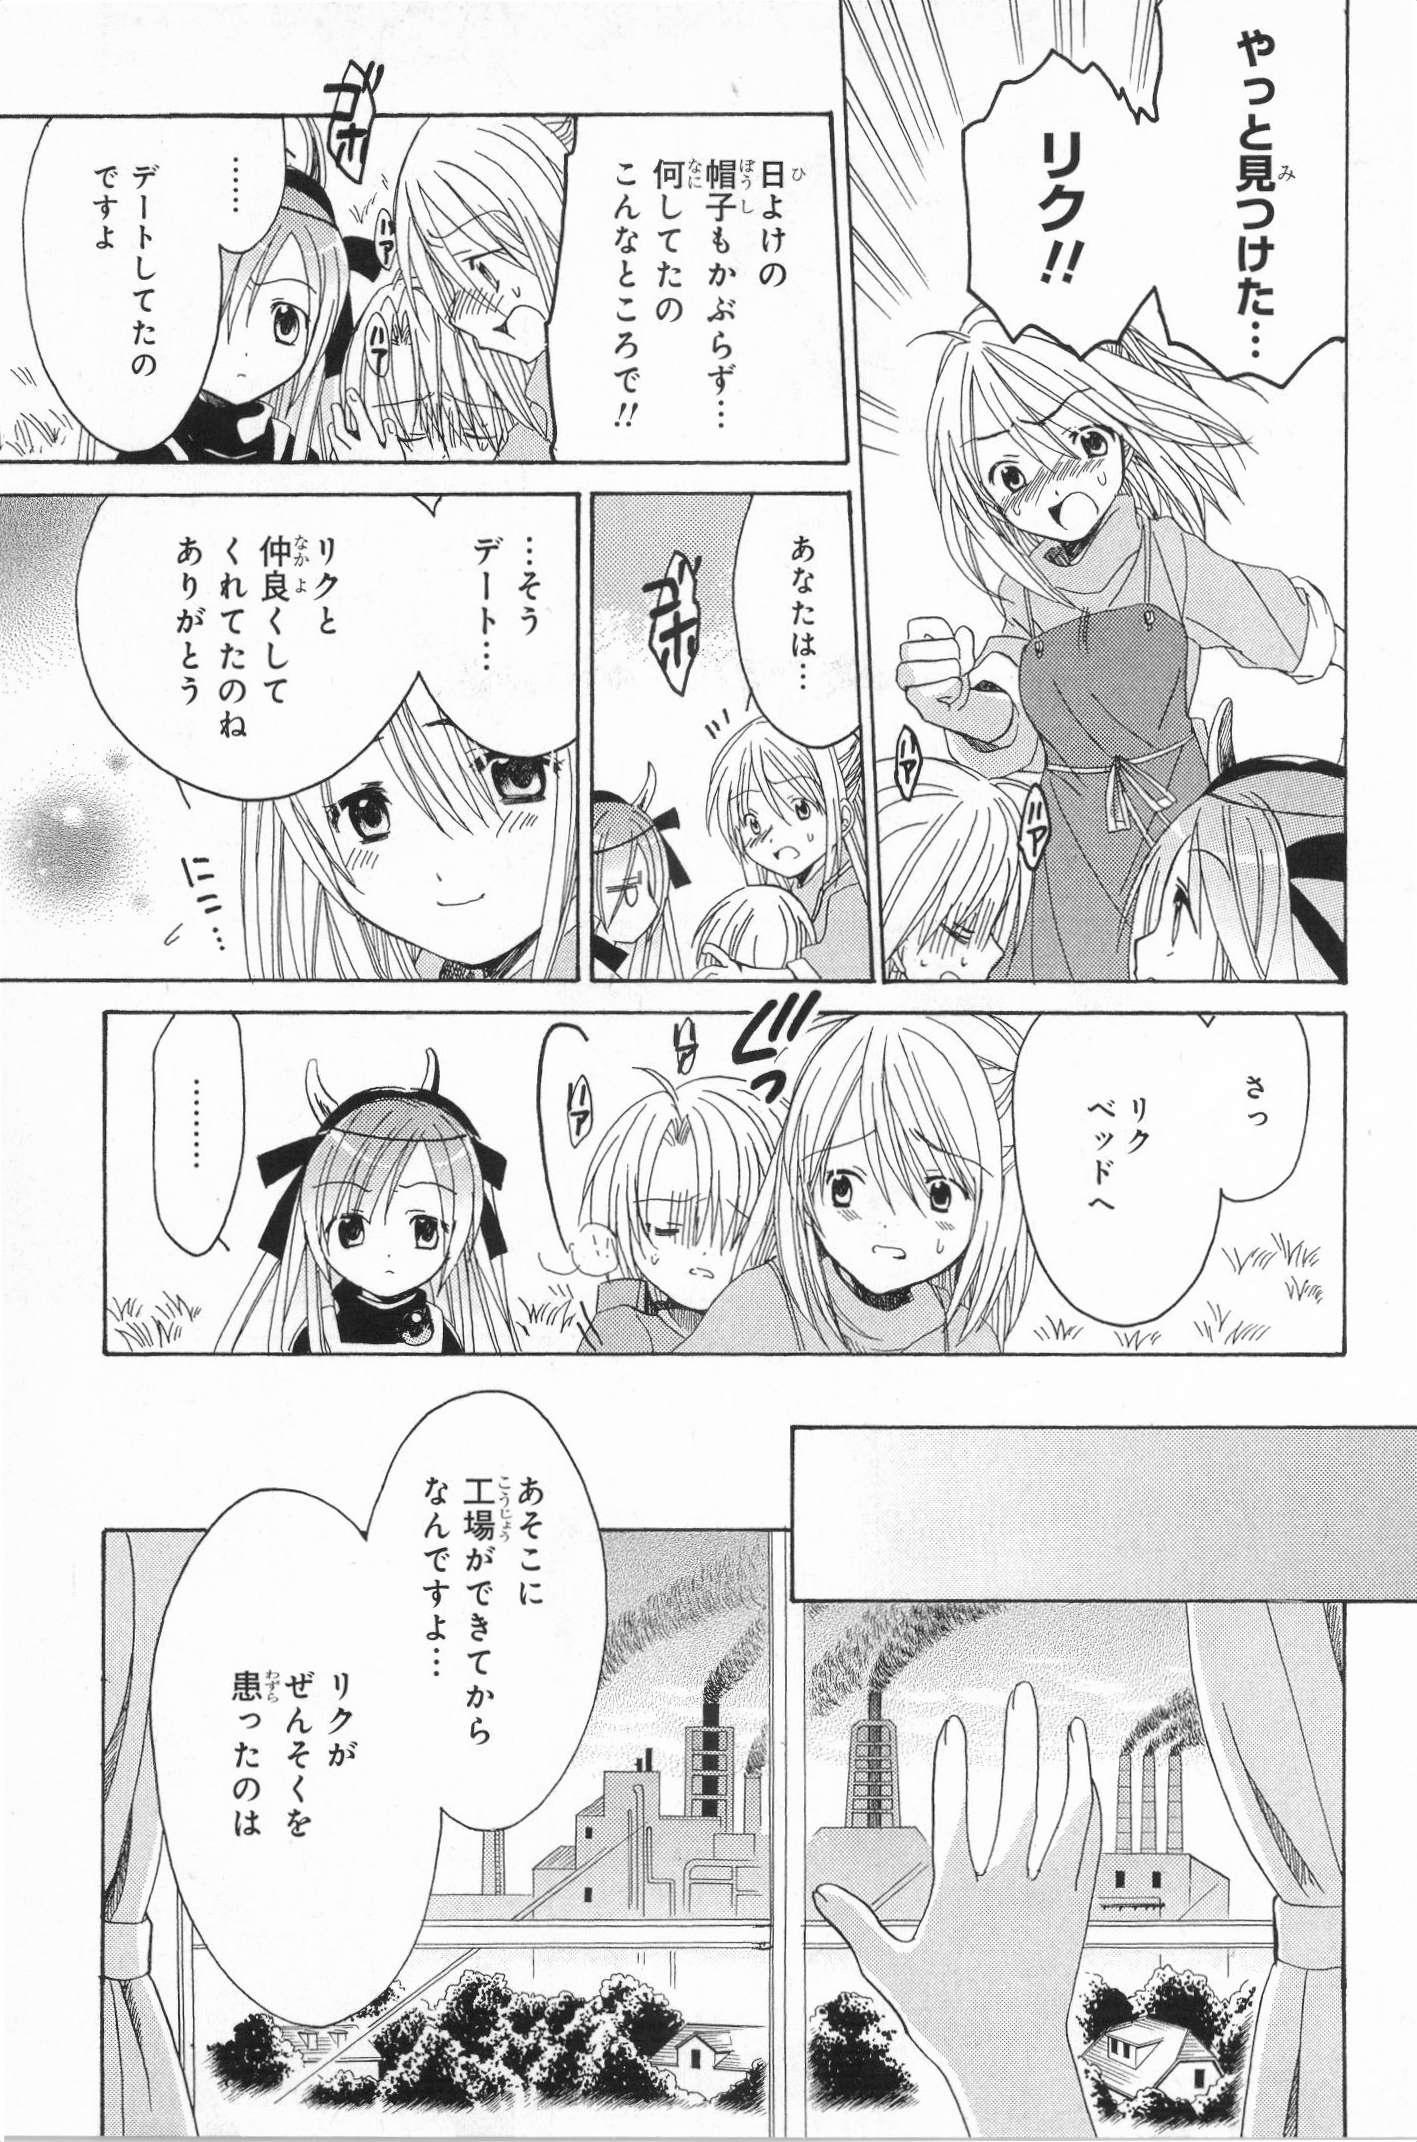 やっと見つけた…
リク!!
ハァ
ハァ
日よけの
帽子もかぶらず…
何してたの
こんなところで!!
ゴホ
ハァ
ハァ
……
デートしてたの
ですよ
あなたは…
ゴホ
…そう
デート…
リクと
仲良くして
くれてたのね
ありがとう
にこ…
さっ
リク
ベッドへ
ぐっ
ハァ
ハァ
………
あそこに
工場ができてから
なんですよ…
リクが
ぜんそくを
患ったのは